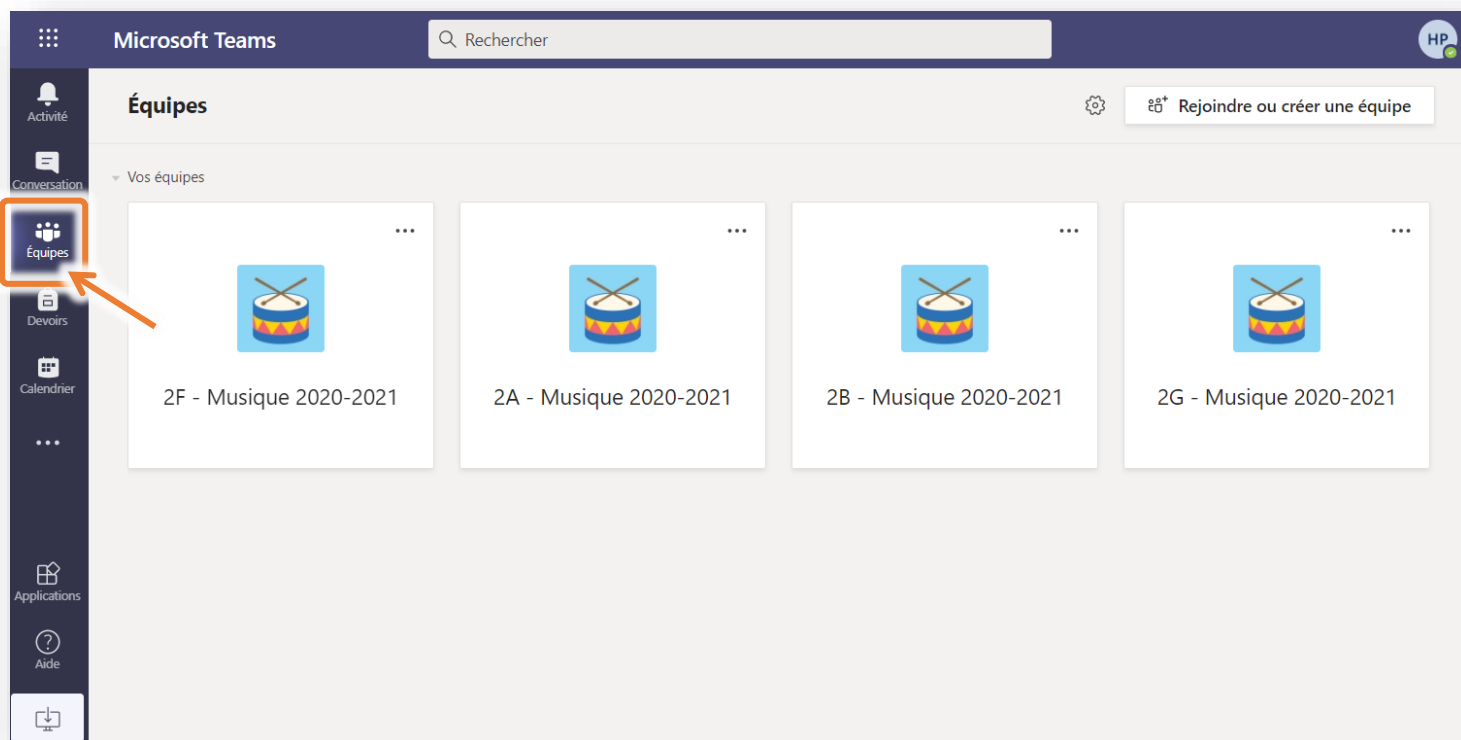 Microsoft Teams
Rechercher
HP
Activité
Conversation
Équipes
Devoirs
Calendrier
Applications
Aide
Équipes
Rejoindre ou créer une équipe
Vos équipes
2F - Musique 2020-2021
2A - Musique 2020-2021
2B - Musique 2020-2021
2G - Musique 2020-2021